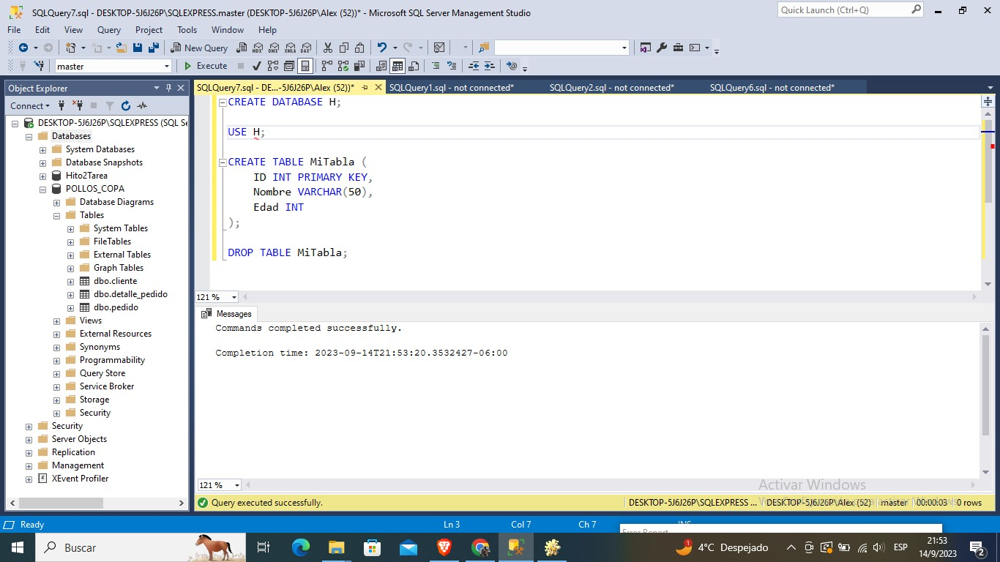 SQLQuery7.sql - DESKTOP-5J6J26P\SQLEXPRESS.master (DESKTOP-5J6J26P\Alex (52))* - Microsoft SQL Server Management Studio
Quick Launch (Ctrl+Q)
File Edit View Query Project Tools Window Help
New Query MDX DMX XMLA DAX
master Execute
Object Explorer
Connect
DESKTOP-5J6J26P\SQLEXPRESS (SQL Se
Databases
System Databases
Database Snapshots
Hito2Tarea
POLLOS_COPA
Database Diagrams
Tables
System Tables
FileTables
External Tables
Graph Tables
dbo.cliente
dbo.detalle_pedido
dbo.pedido
Views
External Resources
Synonyms
Programmability
Query Store
Service Broker
Storage
Security
Security
Server Objects
Replication
Management
XEvent Profiler
SQLQuery7.sql - DE...-5J6J26P\Alex (52))* SQLQuery1.sql - not connected* SQLQuery2.sql - not connected* SQLQuery6.sql - not connected*
CREATE DATABASE H;
USE H;
CREATE TABLE MiTabla (
ID INT PRIMARY KEY,
Nombre VARCHAR(50),
Edad INT
);
DROP TABLE MiTabla;
121 %
Messages
Commands completed successfully.
Completion time: 2023-09-14T21:53:20.3532427-06:00
121 %
Activar Windows
Query executed successfully. DESKTOP-5J6J26P\SQLEXPRESS ... DESKTOP-5J6J26P\Alex (52) master 00:00:03 0 rows
Ready Ln 3 Col 7 Ch 7 INS
Error Report
Buscar 4°C Despejado ESP 21:53
14/9/2023 2